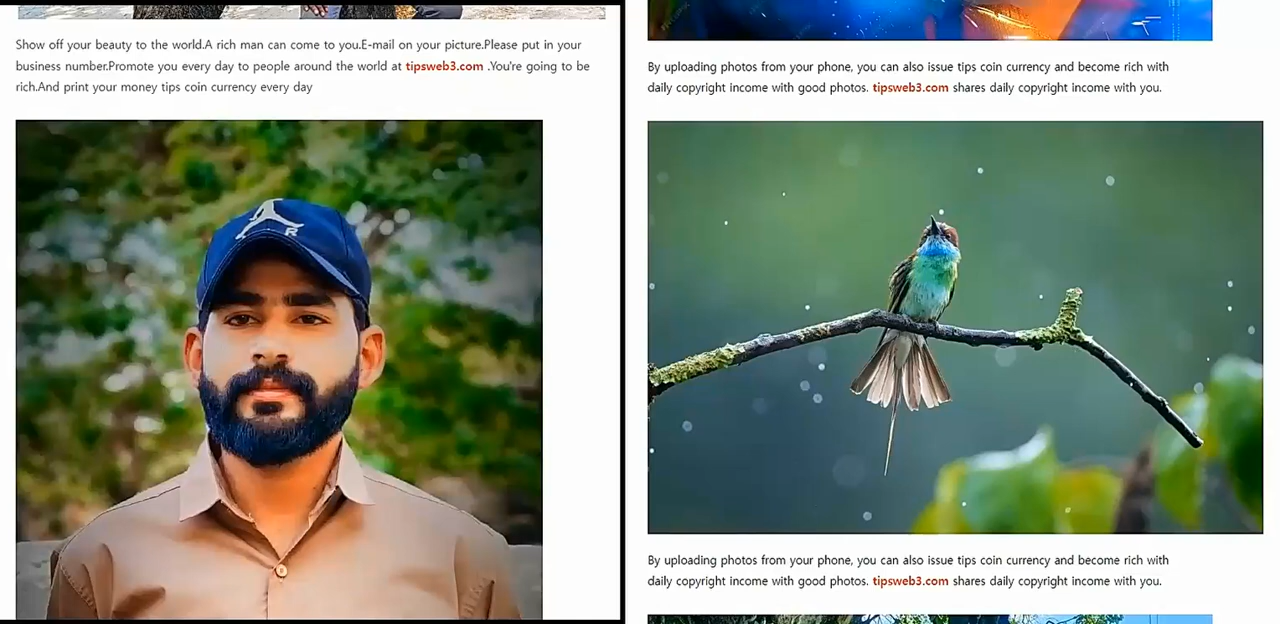 Show off your beauty to the world.A rich man can come to you.E-mail on your picture.Please put in your
business number.Promote you every day to people around the world at tipsweb3.com .You're going to be
rich.And print your money tips coin currency every day
R
By uploading photos from your phone, you can also issue tips coin currency and become rich with
daily copyright income with good photos. tipsweb3.com shares daily copyright income with you.
By uploading photos from your phone, you can also issue tips coin currency and become rich with
daily copyright income with good photos. tipsweb3.com shares daily copyright income with you.